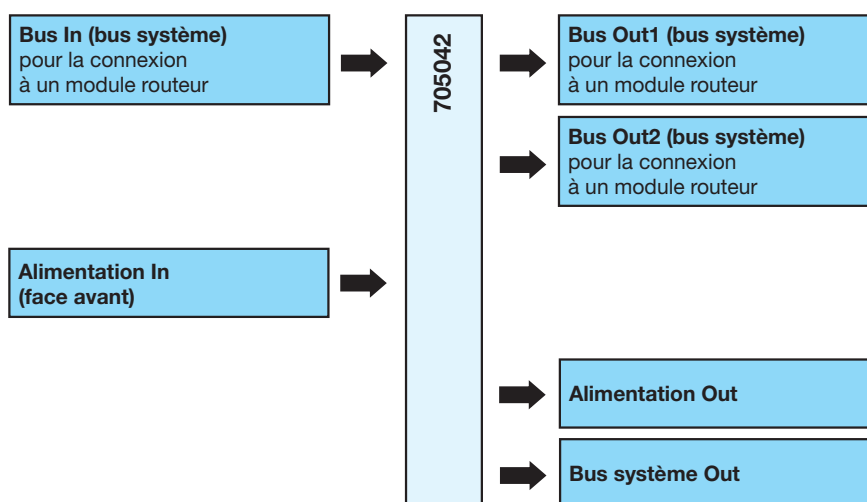 Bus In (bus système)
pour la connexion
à un module routeur
Alimentation In
(face avant)
705042
Bus Out1 (bus système)
pour la connexion
à un module routeur
Bus Out2 (bus système)
pour la connexion
à un module routeur
Alimentation Out
Bus système Out